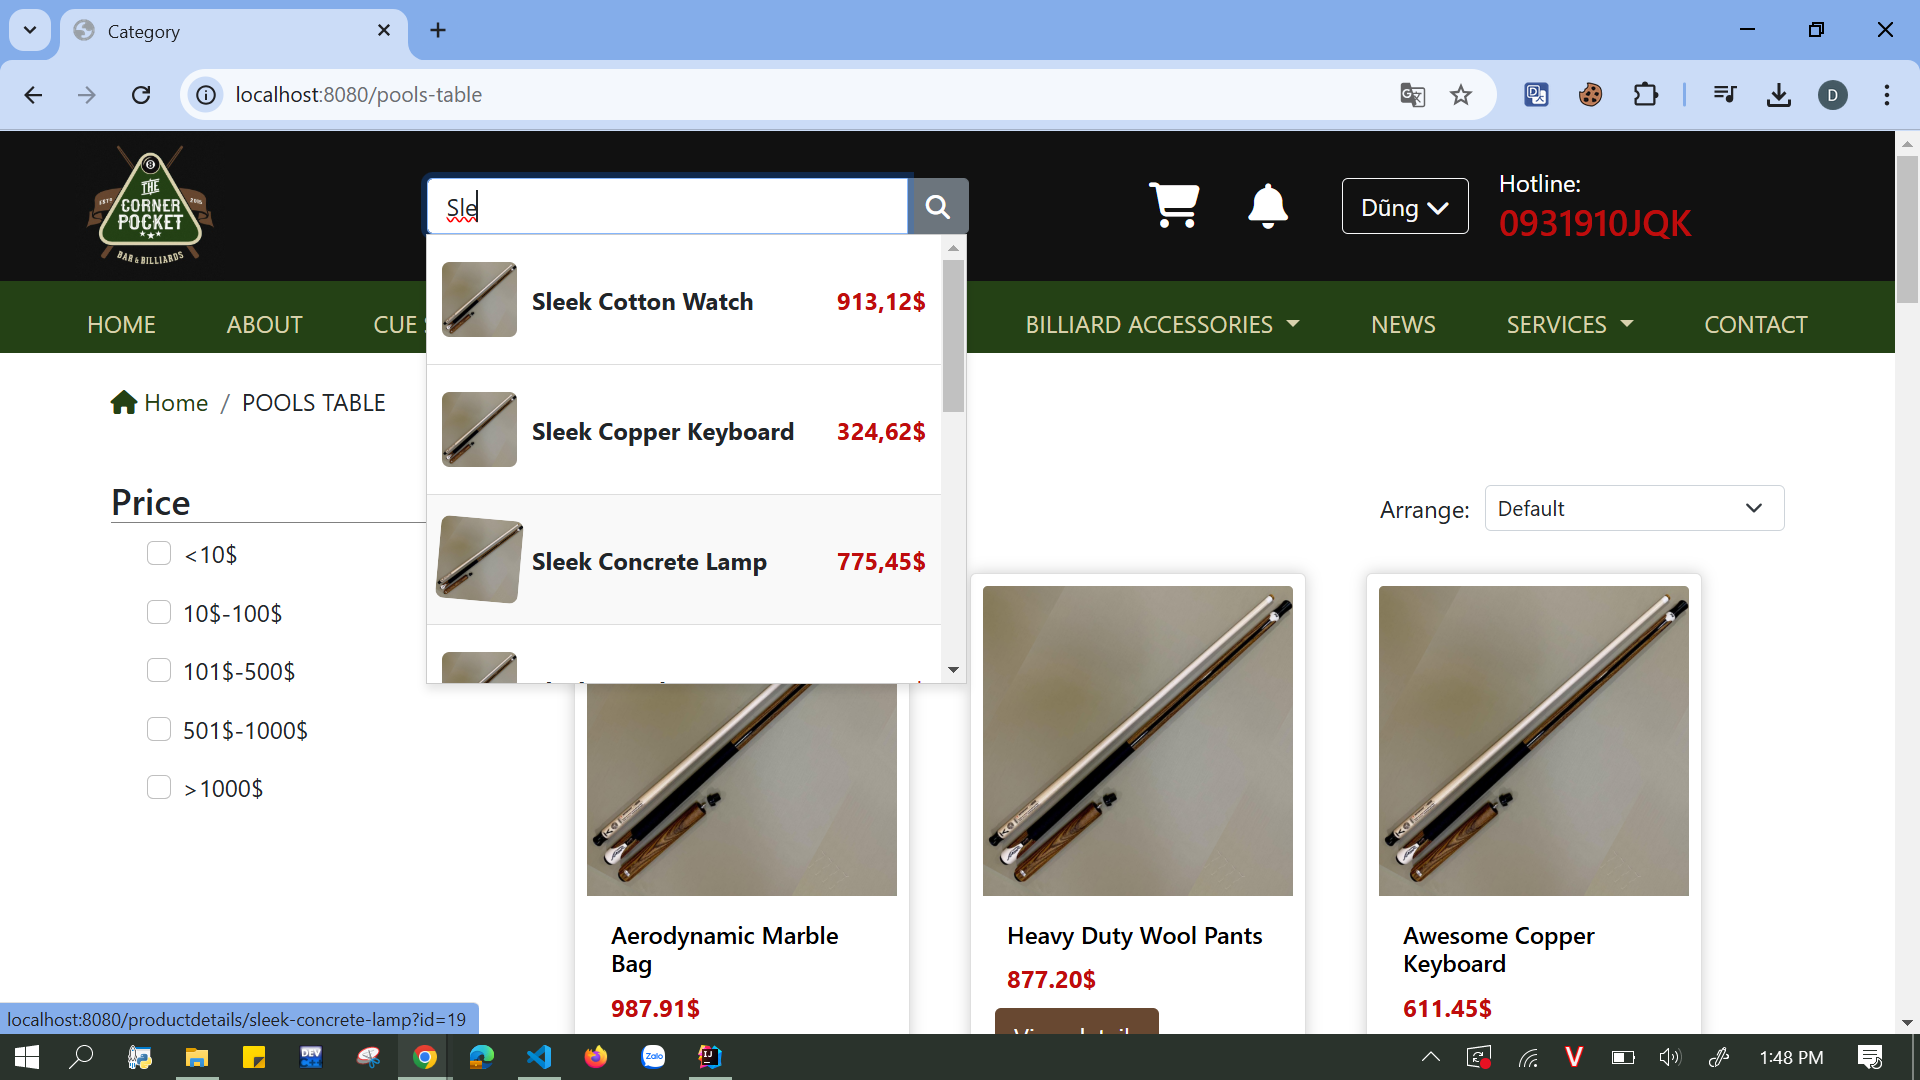 Category
localhost:8080/pools-table
THE
CORNER
POCKET
BAR & BILLIARDS
Sle
Dũng
Hotline:
0931910JQK
Sleek Cotton Watch 913,12$
Sleek Copper Keyboard 324,62$
Sleek Concrete Lamp 775,45$
HOME ABOUT CUE BILLIARD ACCESSORIES NEWS SERVICES CONTACT
Home / POOLS TABLE
Price
<10$
10$-100$
101$-500$
501$-1000$
>1000$
Arrange: Default
Aerodynamic Marble
Bag
987.91$
Heavy Duty Wool Pants
877.20$
Awesome Copper
Keyboard
611.45$
localhost:8080/productdetails/sleek-concrete-lamp?id=19
DEV
Zalo
1:48 PM